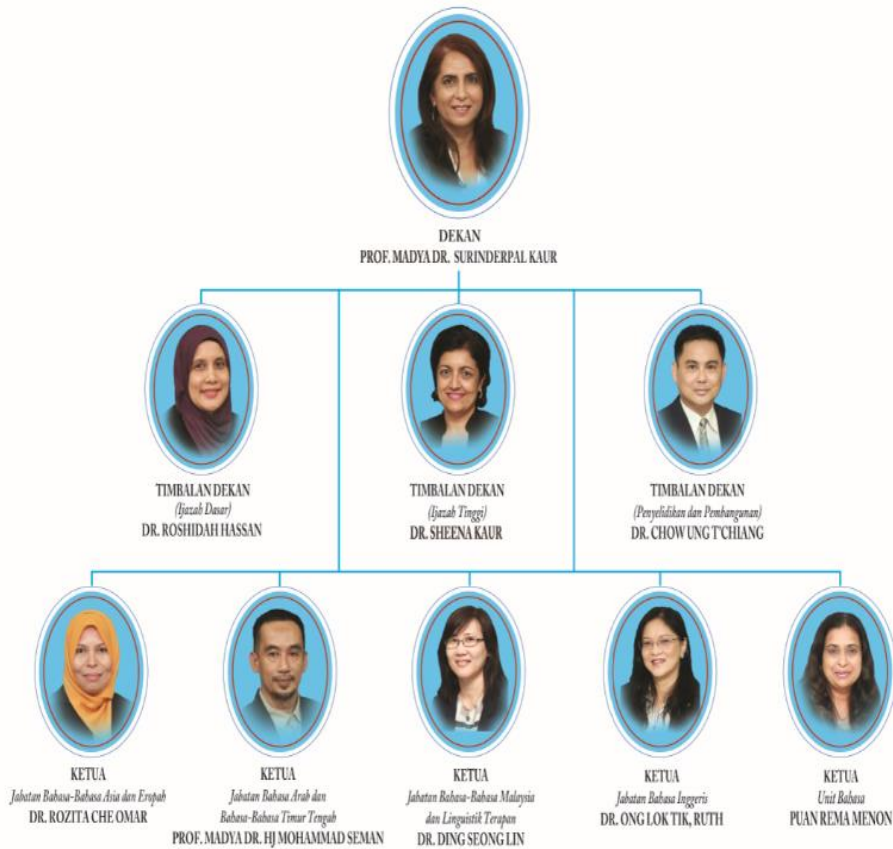 DEKAN
PROF. MADYA DR. SURINDERPAL KAUR
TIMBALAN DEKAN
(Ijazah Dasar)
DR. ROSHIDAH HASSAN
TIMBALAN DEKAN
(Ijazah Tinggi)
DR. SHEENA KAUR
TIMBALAN DEKAN
(Penyelidikan dan Pembangunan)
DR. CHOW UNG T'CHIANG
KETUA
Jabatan Bahasa-Bahasa Asia dan Eropah
DR. ROZITA CHE OMAR
KETUA
Jabatan Bahasa Arab dan
Bahasa-Bahasa Timur Tengah
PROF. MADYA DR. HJ MOHAMMAD SEMAN
KETUA
Jabatan Bahasa-Bahasa Malaysia
dan Linguistik Terapan
DR. DING SEONG LIN
KETUA
Jabatan Bahasa Inggeris
DR. ONG LOK TIK, RUTH
KETUA
Unit Bahasa
PUAN REMA MENON